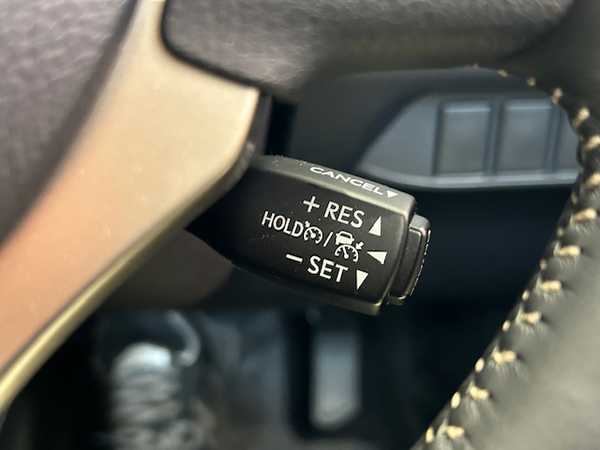 CANCEL▼
+ RES ▲
HOLD / ◀
− SET ▼